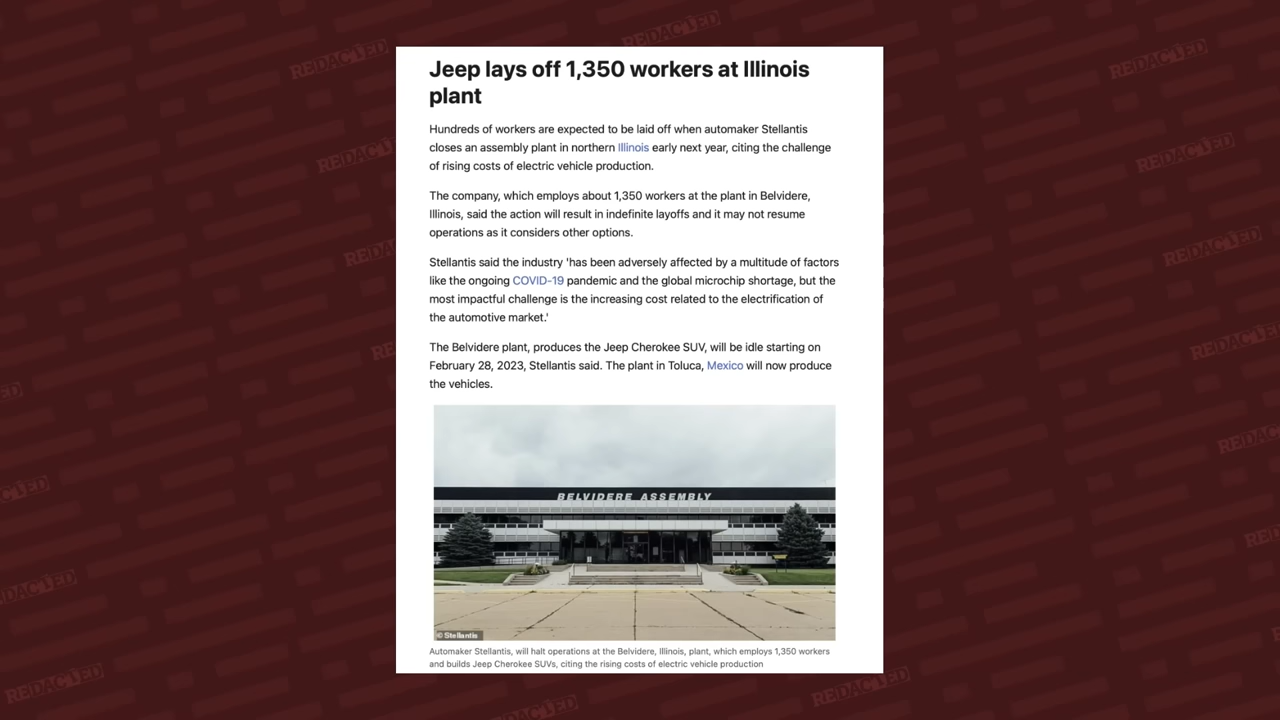 REDACTED
REDACTED
Jeep lays off 1,350 workers at Illinois
plant
Hundreds of workers are expected to be laid off when automaker Stellantis
closes an assembly plant in northern Illinois early next year, citing the challenge
of rising costs of electric vehicle production.
The company, which employs about 1,350 workers at the plant in Belvidere,
Illinois, said the action will result in indefinite layoffs and it may not resume
operations as it considers other options.
Stellantis said the industry 'has been adversely affected by a multitude of factors
like the ongoing COVID-19 pandemic and the global microchip shortage, but the
most impactful challenge is the increasing cost related to the electrification of
the automotive market.'
The Belvidere plant, produces the Jeep Cherokee SUV, will be idle starting on
February 28, 2023, Stellantis said. The plant in Toluca, Mexico will now produce
the vehicles.
BELVIDERE ASSEMBLY
© Stellantis
Automaker Stellantis, will halt operations at the Belvidere, Illinois, plant, which employs 1,350 workers
and builds Jeep Cherokee SUVs, citing the rising costs of electric vehicle production
REDACTED
REDACTED